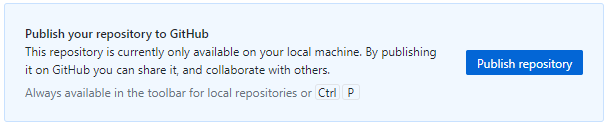 Publish your repository to GitHub
This repository is currently only available on your local machine. By publishing
it on GitHub you can share it, and collaborate with others.
Publish repository
Always available in the toolbar for local repositories or Ctrl P